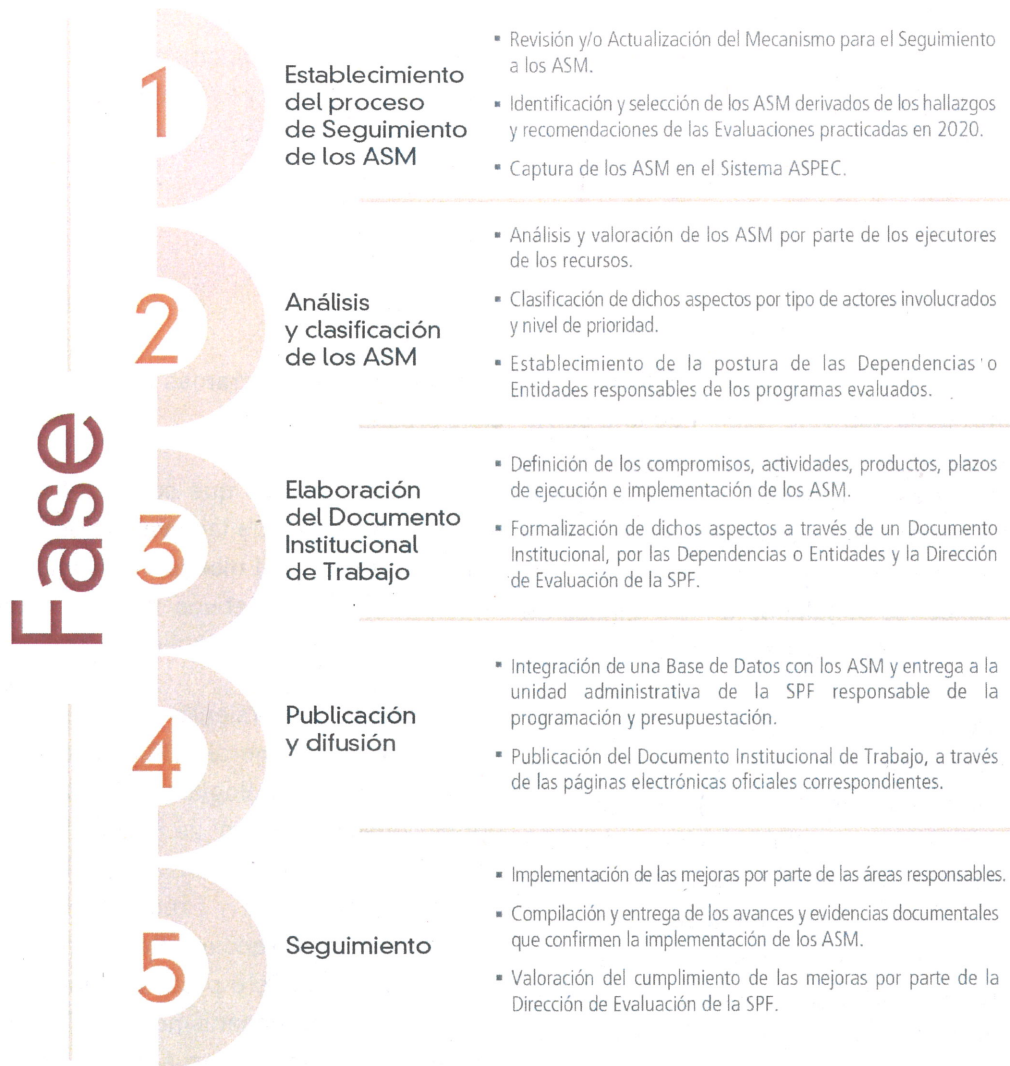 Fase
1
Establecimiento
del proceso
de Seguimiento
de los ASM
▪ Revisión y/o Actualización del Mecanismo para el Seguimiento
a los ASM.
▪ Identificación y selección de los ASM derivados de los hallazgos
y recomendaciones de las Evaluaciones practicadas en 2020.
▪ Captura de los ASM en el Sistema ASPEC.
2
Análisis
y clasificación
de los ASM
▪ Análisis y valoración de los ASM por parte de los ejecutores
de los recursos.
▪ Clasificación de dichos aspectos por tipo de actores involucrados
y nivel de prioridad.
▪ Establecimiento de la postura de las Dependencias o
Entidades responsables de los programas evaluados.
3
Elaboración
del Documento
Institucional
de Trabajo
▪ Definición de los compromisos, actividades, productos, plazos
de ejecución e implementación de los ASM.
▪ Formalización de dichos aspectos a través de un Documento
Institucional, por las Dependencias o Entidades y la Dirección
de Evaluación de la SPF.
4
Publicación
y difusión
▪ Integración de una Base de Datos con los ASM y entrega a la
unidad administrativa de la SPF responsable de la
programación y presupuestación.
▪ Publicación del Documento Institucional de Trabajo, a través
de las páginas electrónicas oficiales correspondientes.
5
Seguimiento
▪ Implementación de las mejoras por parte de las áreas responsables.
▪ Compilación y entrega de los avances y evidencias documentales
que confirmen la implementación de los ASM.
▪ Valoración del cumplimiento de las mejoras por parte de la
Dirección de Evaluación de la SPF.